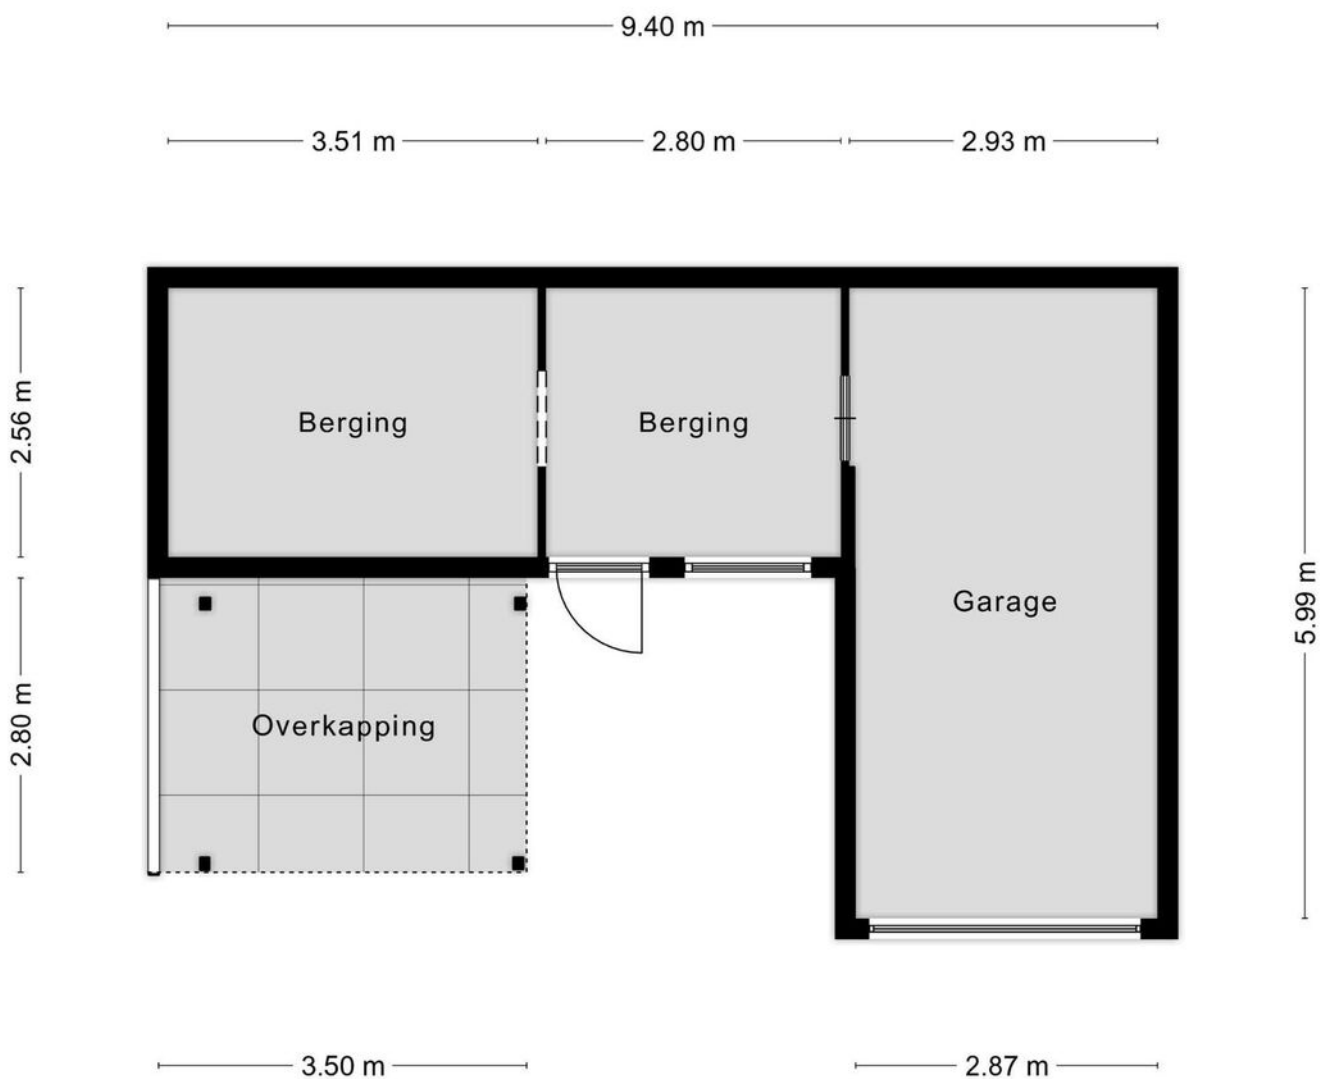 9.40 m
3.51 m
2.80 m
2.93 m
2.56 m
Berging
Berging
5.99 m
Garage
2.80 m
Overkapping
3.50 m
2.87 m